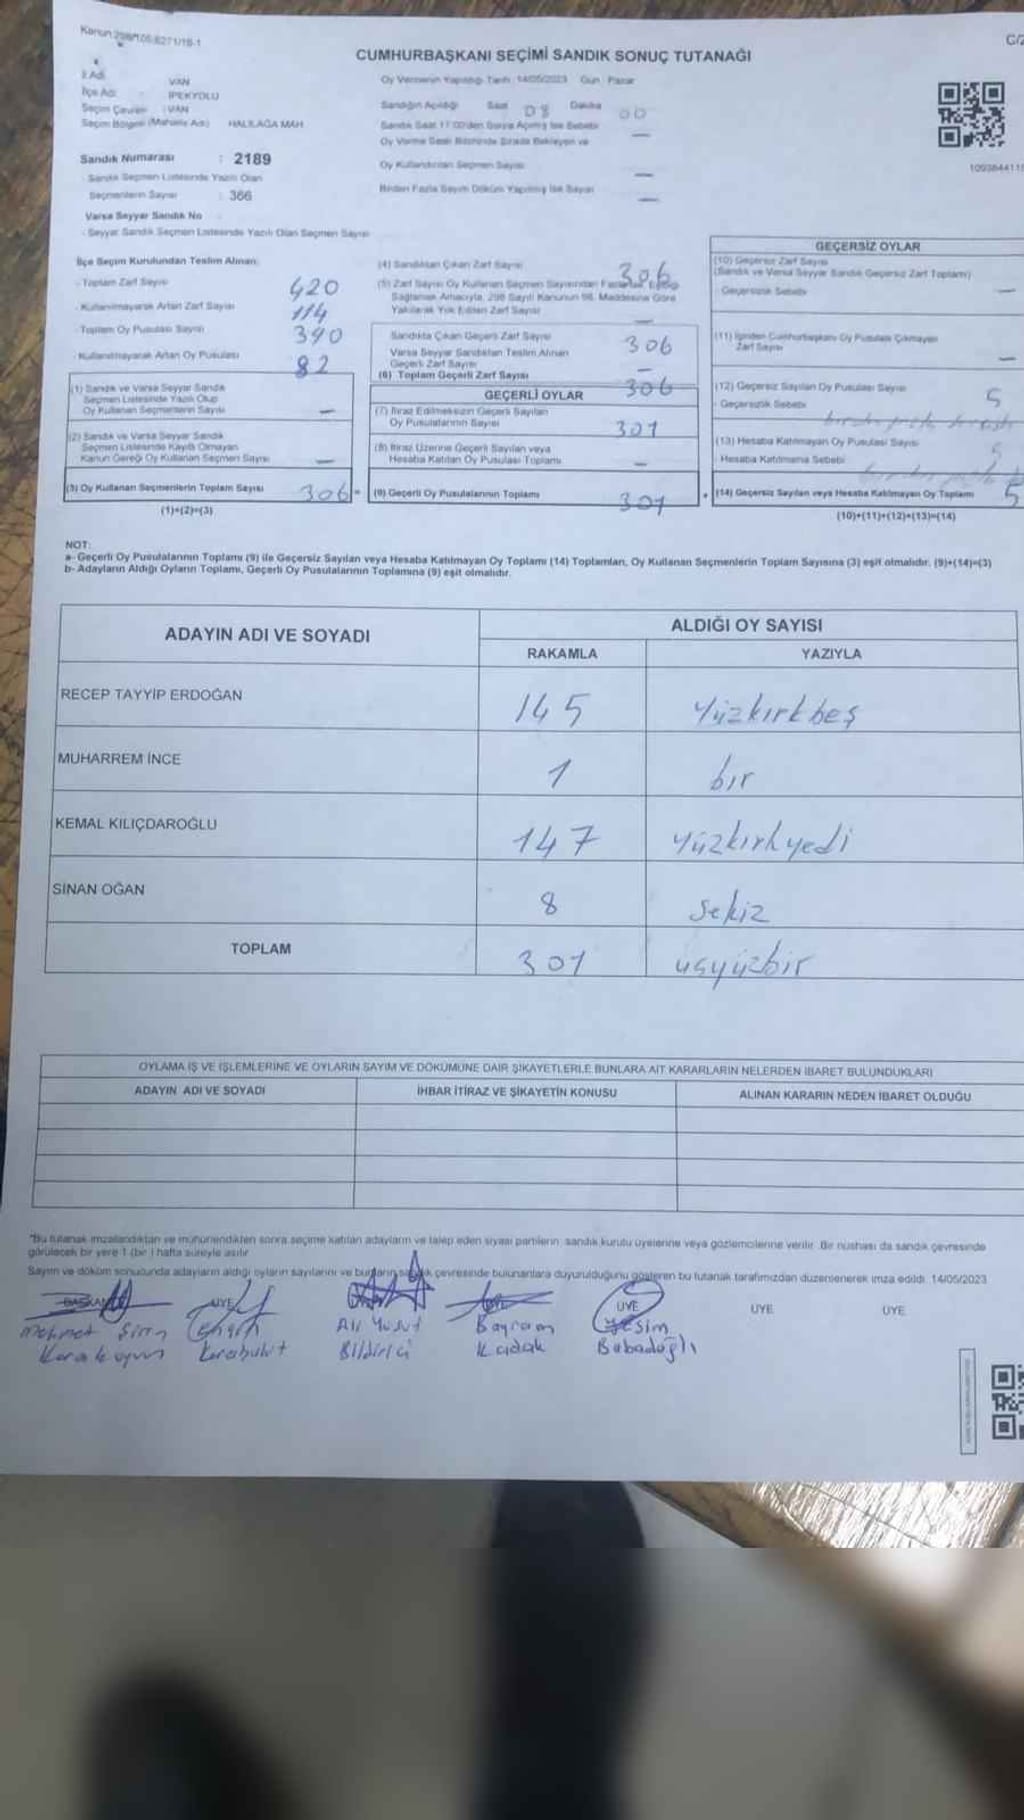 CUMHURBAŞKANI SEÇİMİ SANDIK SONUÇ TUTANAĞI
C/2
İl Adı VAN
İlçe Adı : İPEKYOLU
Seçim Çevresi : VAN
Seçim Bölgesi (Mahalle Adı) HALİLAĞA MAH
Sandık Numarası : 2189
Sandık Seçmen Listesinde Yazılı Olan
Seçmenlerin Sayısı : 366
Varsa Seyyar Sandık No
- Seyyar Sandık Seçmen Listesinde Yazılı Olan Seçmen Sayısı
Oy Vermenin Yapıldığı Tarih : 14/05/2023 Gün : Pazar
Sandığın Açıldığı Saat 08 Dakika 00
Sandık Saat 17:00'den Sonra Açılmış İse Sebebi —
Oy Verme Saati Bitiminde Sırada Bekleyen ve
Oy Kullandırılan Seçmen Sayısı —
Birden Fazla Sayım Döküm Yapılmış İse Sayısı —
İlçe Seçim Kurulundan Teslim Alınan:
- Toplam Zarf Sayısı 420
- Kullanılmayarak Artan Zarf Sayısı 114
- Toplam Oy Pusulası Sayısı 390
- Kullanılmayarak Artan Oy Pusulası 82
(1) Sandık ve Varsa Seyyar Sandık
Seçmen Listesinde Yazılı Olup
Oy Kullanan Seçmenlerin Sayısı —
(2) Sandık ve Varsa Seyyar Sandık
Seçmen Listesinde Kayıtlı Olmayan
Kanun Gereği Oy Kullanan Seçmen Sayısı —
(3) Oy Kullanan Seçmenlerin Toplam Sayısı 306
(1)+(2)=(3)
(4) Sandıktan Çıkan Zarf Sayısı 306
(5) Zarf Sayısı Oy Kullanan Seçmen Sayısından Fazla İse, Eşitliği
Sağlamak Amacıyla, 298 Sayılı Kanunun 98. Maddesine Göre
Yakılarak Yok Edilen Zarf Sayısı —
Sandıkta Çıkan Geçerli Zarf Sayısı 306
Varsa Seyyar Sandıktan Teslim Alınan
Geçerli Zarf Sayısı —
(6) Toplam Geçerli Zarf Sayısı 306
GEÇERLİ OYLAR
(7) İtiraz Edilmeksizin Geçerli Sayılan
Oy Pusulalarının Sayısı 301
(8) İtiraz Üzerine Geçerli Sayılan veya
Hesaba Katılan Oy Pusulası Toplamı —
= (9) Geçerli Oy Pusulalarının Toplamı 301
GEÇERSİZ OYLAR
(10) Geçersiz Zarf Sayısı
(Sandık ve Varsa Seyyar Sandık Geçersiz Zarf Toplamı)
- Geçersizlik Sebebi —
(11) İçinden Cumhurbaşkanı Oy Pusulası Çıkmayan
Zarf Sayısı —
(12) Geçersiz Sayılan Oy Pusulası Sayısı 5
- Geçersizlik Sebebi
(13) Hesaba Katılmayan Oy Pusulası Sayısı 5
Hesaba Katılmama Sebebi
+ (14) Geçersiz Sayılan veya Hesaba Katılmayan Oy Toplamı 5
(10)+(11)+(12)+(13)=(14)
NOT:
a- Geçerli Oy Pusulalarının Toplamı (9) ile Geçersiz Sayılan veya Hesaba Katılmayan Oy Toplamı (14) Toplamları, Oy Kullanan Seçmenlerin Toplam Sayısına (3) eşit olmalıdır. (9)+(14)=(3)
b- Adayların Aldığı Oyların Toplamı, Geçerli Oy Pusulalarının Toplamına (9) eşit olmalıdır.
ADAYIN ADI VE SOYADI
ALDIĞI OY SAYISI
RAKAMLA YAZIYLA
RECEP TAYYİP ERDOĞAN 145 Yüzkırkbeş
MUHARREM İNCE 1 bir
KEMAL KILIÇDAROĞLU 147 yüzkırkyedi
SİNAN OĞAN 8 sekiz
TOPLAM 301 üçyüzbir
OYLAMA İŞ VE İŞLEMLERİNE VE OYLARIN SAYIM VE DÖKÜMÜNE DAİR ŞİKAYETLERLE BUNLARA AİT KARARLARIN NELERDEN İBARET BULUNDUKLARI
ADAYIN ADI VE SOYADI İHBAR İTİRAZ VE ŞİKAYETİN KONUSU ALINAN KARARIN NEDEN İBARET OLDUĞU
*Bu tutanak imzalandıktan ve mühürlendikten sonra seçime katılan adayların ve talep eden siyasi partilerin sandık kurulu üyelerine veya gözlemcilerine verilir. Bir nüshası da sandık çevresinde
görülecek bir yere 1 (bir ) hafta süreyle asılır.
Sayım ve döküm sonucunda adayların aldığı oyların sayılarını ve bunların sandık çevresinde bulunanlara duyurulduğunu gösteren bu tutanak tarafımızdan düzenlenerek imza edildi. 14/05/2023
BAŞKAN ÜYE ÜYE ÜYE ÜYE
Mehmet Şirin Engin Ali Yusuf Bayram Yeşim
Karakoyun Karabulut Bildirici Kadak Babadağlı